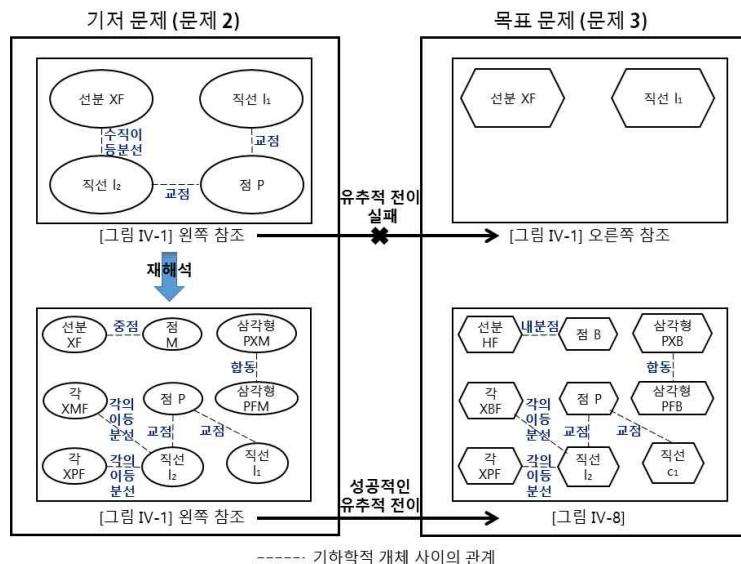 기저 문제 (문제 2)
목표 문제 (문제 3)
선분 XF
직선 l₁
수직이
등분선
교점
직선 l₂
교점
점 P
[그림 IV-1] 왼쪽 참조
선분 XF
직선 l₁
유추적 전이
실패
[그림 IV-1] 오른쪽 참조
재해석
선분
XF
중점
점
M
삼각형
PXM
합동
각
XMF
각의
이등
분선
점 P
삼각형
PFM
교점
교점
각
XPF
각의
이등
분선
직선
l₂
직선
l₁
[그림 IV-1] 왼쪽 참조
선분
HF
내분점
점 B
삼각형
PXB
합동
각
XBF
각의
이등
분선
점 P
삼각형
PFB
교점
교점
각
XPF
각의
이등
분선
직선
l₂
직선
c₁
성공적인
유추적 전이
[그림 IV-8]
------ 기하학적 개체 사이의 관계